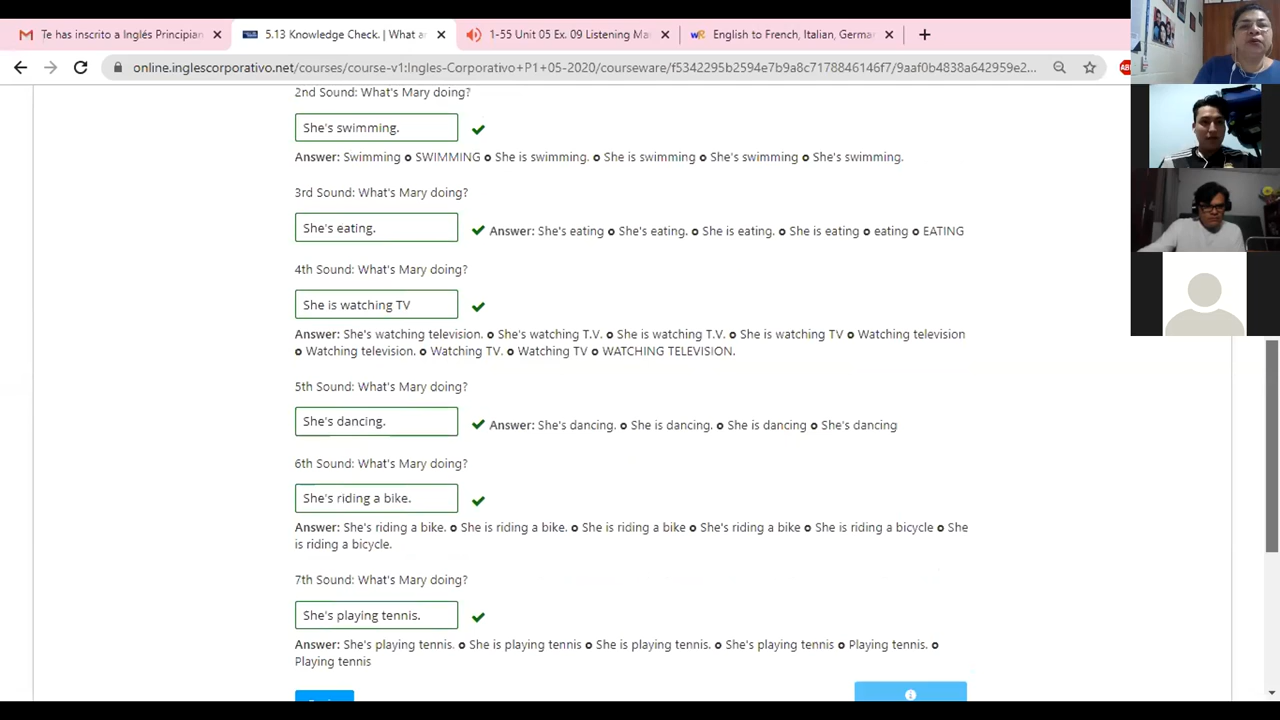 Te has inscrito a Inglés Principian
5.13 Knowledge Check. | What a
1-55 Unit 05 Ex. 09 Listening Ma
English to French, Italian, Germa
online.inglescorporativo.net/courses/course-v1:Ingles-Corporativo+P1+05-2020/courseware/f5342295b2594e7b9a8c7178846146f7/9aaf0b4838a642959e2...
2nd Sound: What's Mary doing?
She's swimming.
Answer: Swimming o SWIMMING o She is swimming. o She is swimming o She's swimming o She's swimming.
3rd Sound: What's Mary doing?
She's eating.
Answer: She's eating o She's eating. o She is eating. o She is eating o eating o EATING
4th Sound: What's Mary doing?
She is watching TV
Answer: She's watching television. o She's watching T.V. o She is watching T.V. o She is watching TV o Watching television
o Watching television. o Watching TV. o Watching TV o WATCHING TELEVISION.
5th Sound: What's Mary doing?
She's dancing.
Answer: She's dancing. o She is dancing. o She is dancing o She's dancing
6th Sound: What's Mary doing?
She's riding a bike.
Answer: She's riding a bike. o She is riding a bike. o She is riding a bike o She's riding a bike o She is riding a bicycle o She
is riding a bicycle.
7th Sound: What's Mary doing?
She's playing tennis.
Answer: She's playing tennis. o She is playing tennis o She is playing tennis. o She's playing tennis o Playing tennis. o
Playing tennis